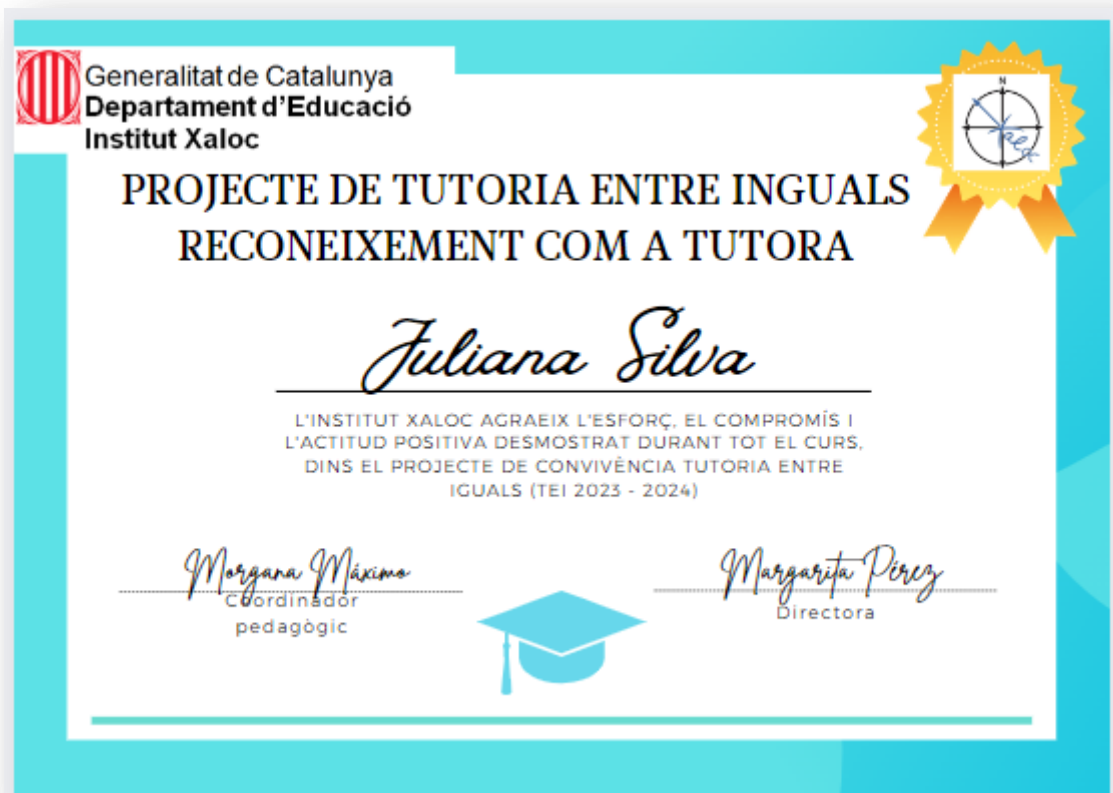 Generalitat de Catalunya
Departament d'Educació
Institut Xaloc
N
Xaloc
PROJECTE DE TUTORIA ENTRE INGUALS
RECONEIXEMENT COM A TUTORA
Juliana Silva
L'INSTITUT XALOC AGRAEIX L'ESFORÇ, EL COMPROMÍS I
L'ACTITUD POSITIVA DESMOSTRAT DURANT TOT EL CURS,
DINS EL PROJECTE DE CONVIVÈNCIA TUTORIA ENTRE
IGUALS (TEI 2023 - 2024)
Morgana Máximo
Coordinador
pedagògic
Margarita Pérez
Directora